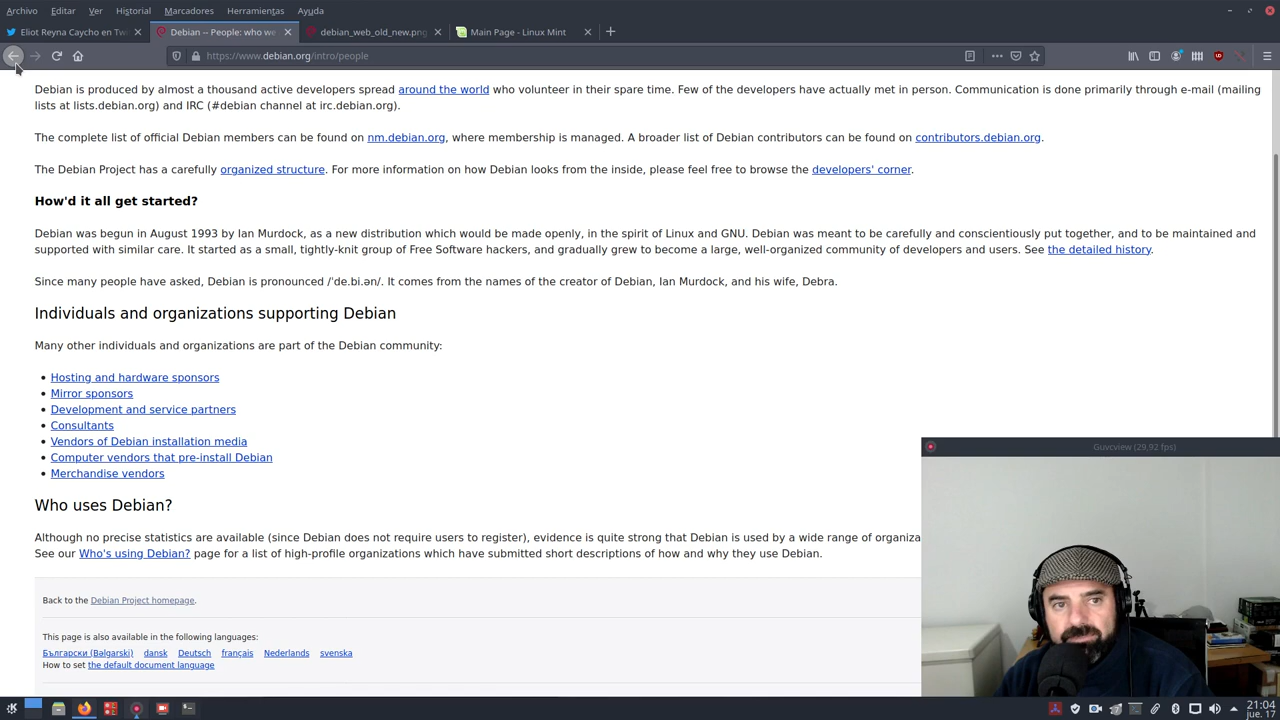 Archivo Editar Ver Historial Marcadores Herramientas Ayuda
Eliot Reyna Caycho en Tw
Debian -- People: who we
debian_web_old_new.png
Main Page - Linux Mint
https://www.debian.org/intro/people
Debian is produced by almost a thousand active developers spread around the world who volunteer in their spare time. Few of the developers have actually met in person. Communication is done primarily through e-mail (mailing
lists at lists.debian.org) and IRC (#debian channel at irc.debian.org).
The complete list of official Debian members can be found on nm.debian.org, where membership is managed. A broader list of Debian contributors can be found on contributors.debian.org.
The Debian Project has a carefully organized structure. For more information on how Debian looks from the inside, please feel free to browse the developers' corner.
How'd it all get started?
Debian was begun in August 1993 by Ian Murdock, as a new distribution which would be made openly, in the spirit of Linux and GNU. Debian was meant to be carefully and conscientiously put together, and to be maintained and
supported with similar care. It started as a small, tightly-knit group of Free Software hackers, and gradually grew to become a large, well-organized community of developers and users. See the detailed history.
Since many people have asked, Debian is pronounced /ˈde.bi.ən/. It comes from the names of the creator of Debian, Ian Murdock, and his wife, Debra.
Individuals and organizations supporting Debian
Many other individuals and organizations are part of the Debian community:
• Hosting and hardware sponsors
• Mirror sponsors
• Development and service partners
• Consultants
• Vendors of Debian installation media
• Computer vendors that pre-install Debian
• Merchandise vendors
Guvcview (29.92 fps)
Who uses Debian?
Although no precise statistics are available (since Debian does not require users to register), evidence is quite strong that Debian is used by a wide range of organiza
See our Who's using Debian? page for a list of high-profile organizations which have submitted short descriptions of how and why they use Debian.
Back to the Debian Project homepage.
This page is also available in the following languages:
Български (Bəlgarski) dansk Deutsch français Nederlands svenska
How to set the default document language
21:04
jue. 17